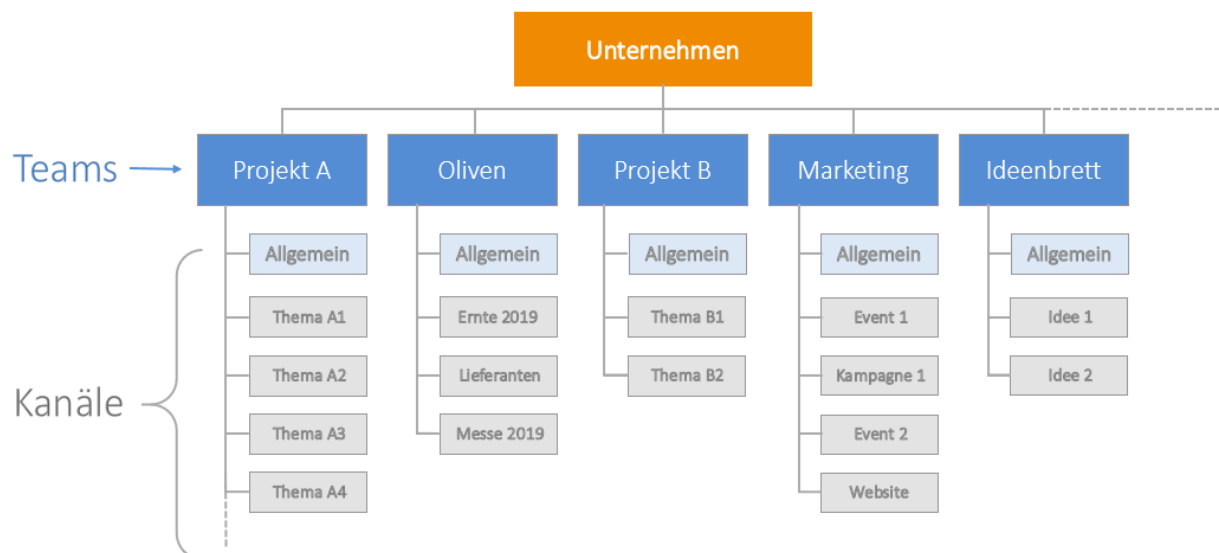 Unternehmen
Teams
Projekt A
Oliven
Projekt B
Marketing
Ideenbrett
Kanäle
Allgemein
Thema A1
Thema A2
Thema A3
Thema A4
Allgemein
Ernte 2019
Lieferanten
Messe 2019
Allgemein
Thema B1
Thema B2
Allgemein
Event 1
Kampagne 1
Event 2
Website
Allgemein
Idee 1
Idee 2